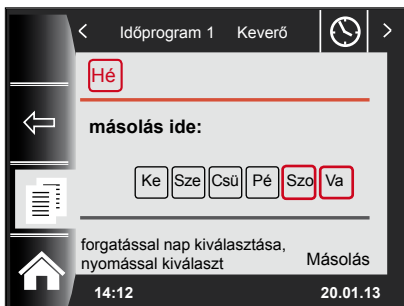 Időprogram 1 Keverő
Hé
másolás ide:
Ke Sze Csü Pé Szo Va
forgatással nap kiválasztása,
nyomással kiválaszt Másolás
14:12 20.01.13